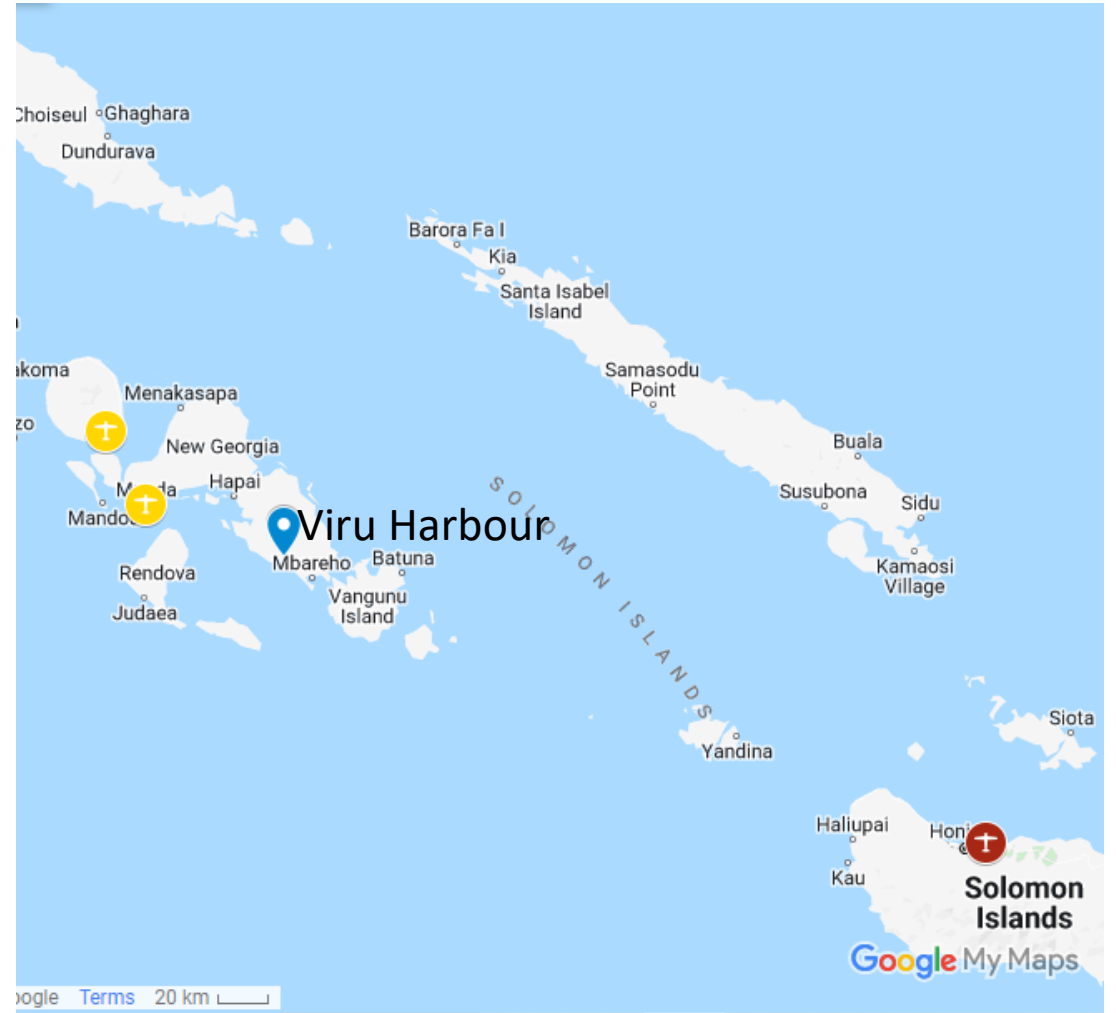 Choiseul
Ghaghara
Dundurava
Barora Fa I
Kia
Santa Isabel
Island
akoma
Menakasapa
Samasodu
Point
zo
New Georgia
Buala
Hapai
Susubona
Sidu
SOLOMON ISLANDS
Viru Harbour
Mbareho
Batuna
Rendova
Kamaosi
Village
Judaea
Vangunu
Island
Siota
Yandina
Haliupai
Kau
Solomon
Islands
Google My Maps
Terms 20 km